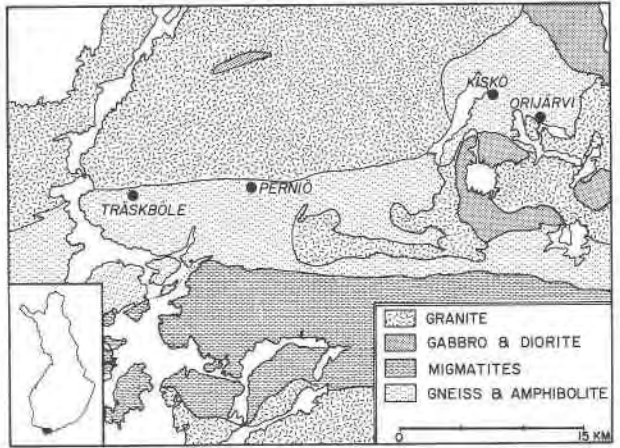 KISKO
ORIJÄRVI
PERNIÖ
TRÄSKBÖLE
GRANITE
GABBRO & DIORITE
MIGMATITES
GNEISS & AMPHIBOLITE
0 15 KM